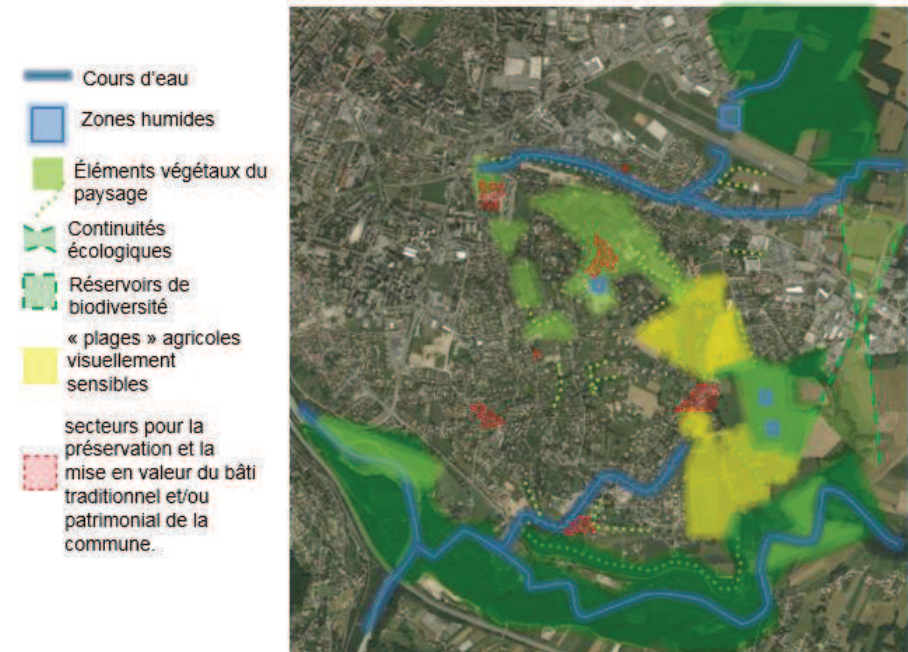 Cours d'eau
Zones humides
Éléments végétaux du
paysage
Continuités
écologiques
Réservoirs de
biodiversité
« plages » agricoles
visuellement
sensibles
secteurs pour la
préservation et la
mise en valeur du bâti
traditionnel et/ou
patrimonial de la
commune.